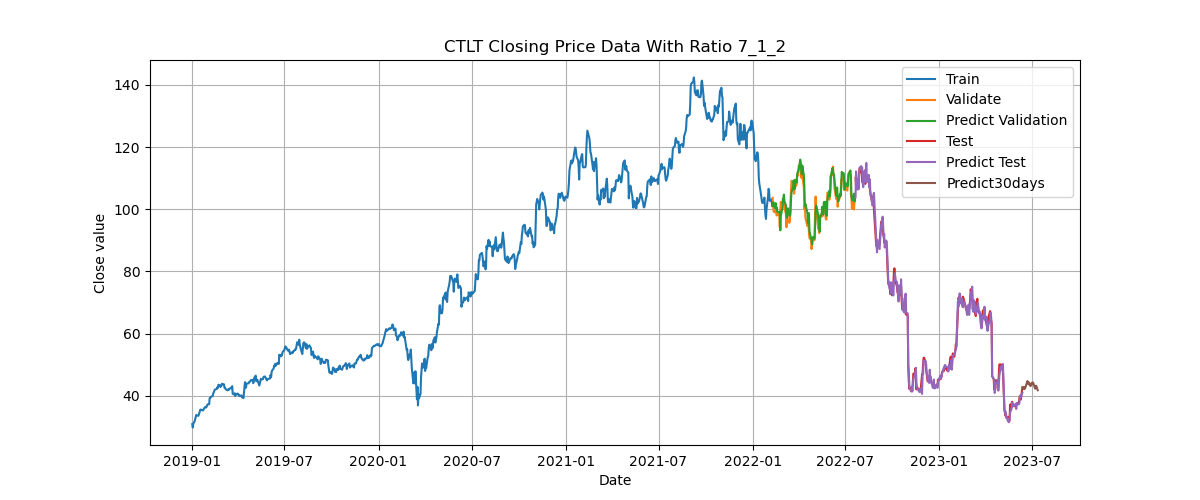 CTLT Closing Price Data With Ratio 7_1_2
Close value
140
120
100
80
60
40
Train
Validate
Predict Validation
Test
Predict Test
Predict30days
2019-01 2019-07 2020-01 2020-07 2021-01 2021-07 2022-01 2022-07 2023-01 2023-07
Date